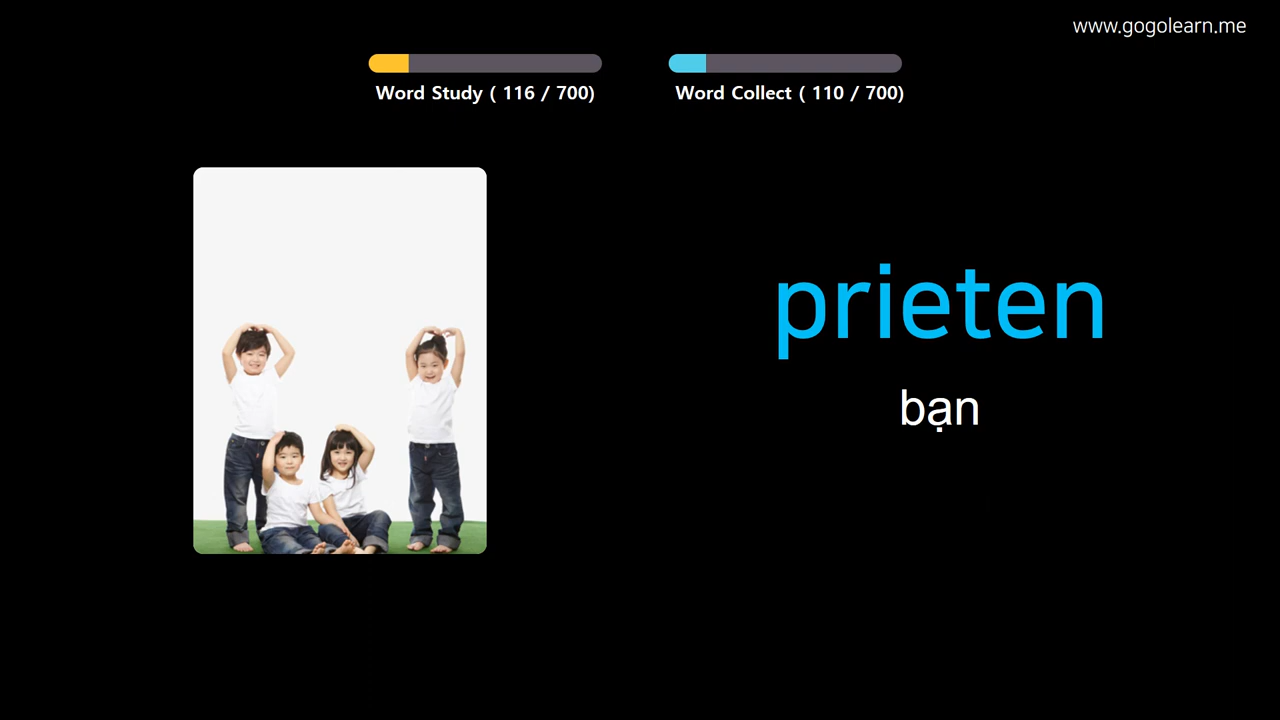 www.gogolearn.me
Word Study ( 116 / 700)
Word Collect ( 110 / 700)
prieten
bạn